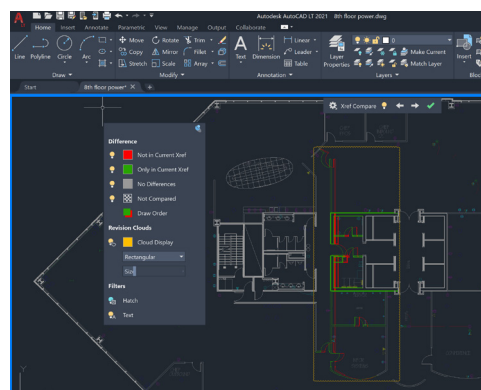 Autodesk AutoCAD LT 2021 8th floor power.dwg
Home Insert Annotate Parametric View Manage Output Collaborate
Line Polyline Circle Arc
Move Rotate Trim
Copy Mirror Fillet
Stretch Scale Array
Text Dimension
Linear
Leader
Table
Layer Properties
0
Make Current
Match Layer
Insert
Draw Modify Annotation Layers
Start 8th floor power*
Xref Compare
Difference
Not in Current Xref
Only in Current Xref
No Differences
Not Compared
Draw Order
Revision Clouds
Cloud Display
Rectangular
Size
Filters
Hatch
Text
Y